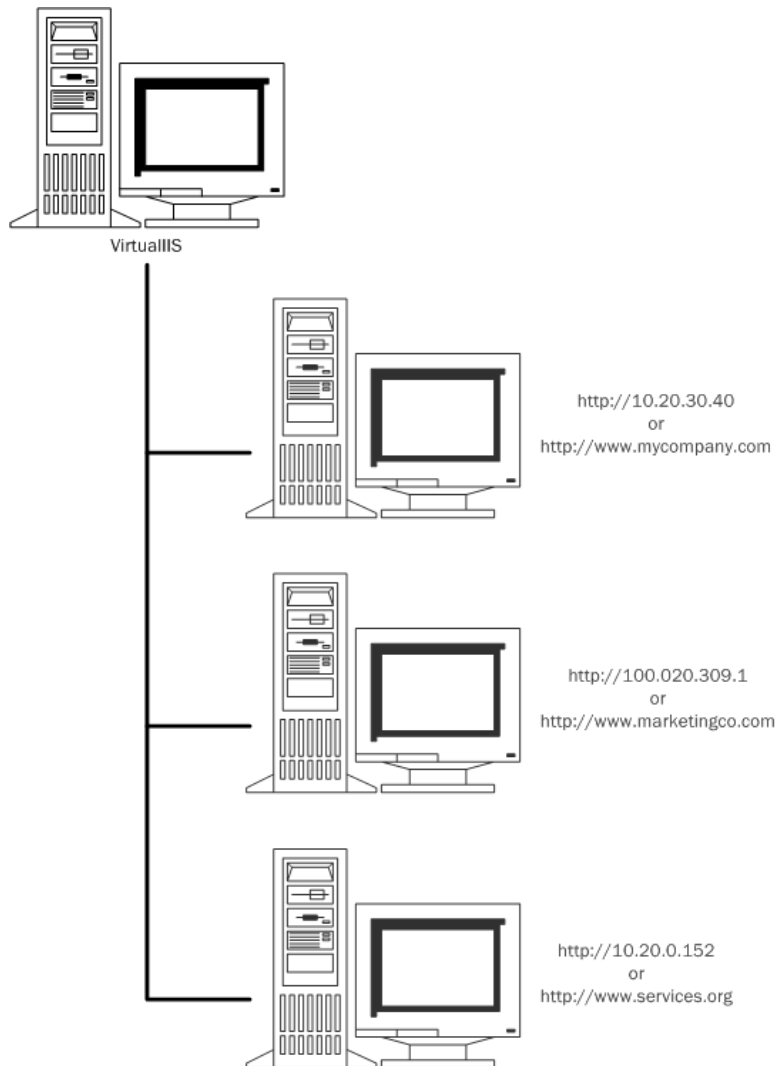 VirtualIIS
http://10.20.30.40
or
http://www.mycompany.com
http://100.020.309.1
or
http://www.marketingco.com
http://10.20.0.152
or
http://www.services.org